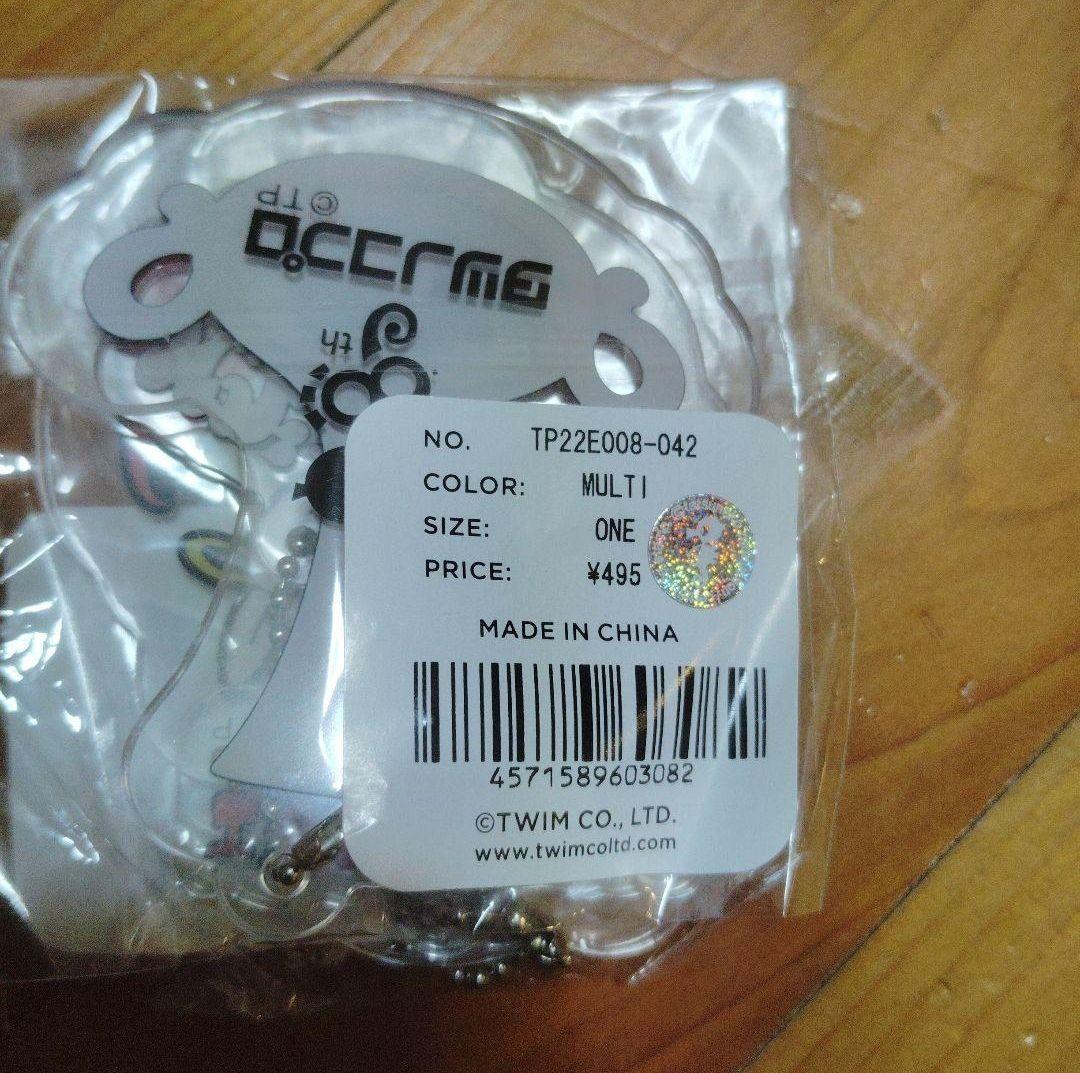 ©TP
NO. TP22E008-042
COLOR: MULTI
SIZE: ONE
PRICE: ¥495
MADE IN CHINA
4571589603082
©TWIM CO., LTD.
www.twimcoltd.com